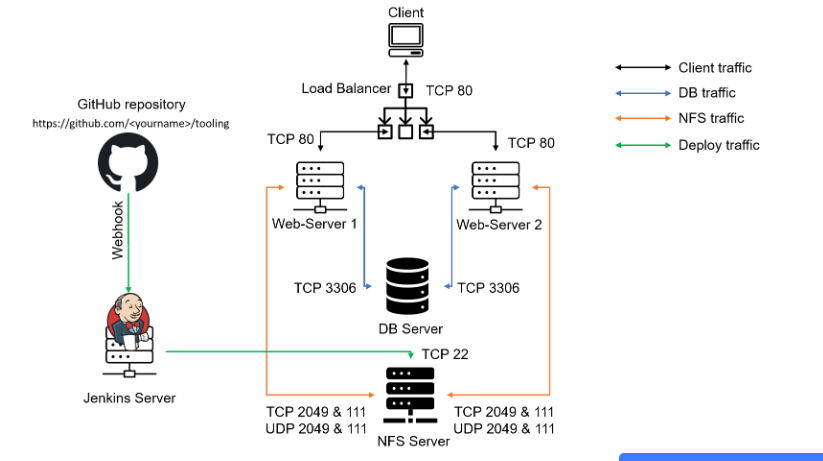 Client
Load Balancer
TCP 80
Client traffic
DB traffic
NFS traffic
Deploy traffic
GitHub repository
https://github.com/<yourname>/tooling
TCP 80
TCP 80
Webhook
Web-Server 1
Web-Server 2
TCP 3306
TCP 3306
DB Server
TCP 22
Jenkins Server
TCP 2049 & 111
UDP 2049 & 111
TCP 2049 & 111
UDP 2049 & 111
NFS Server